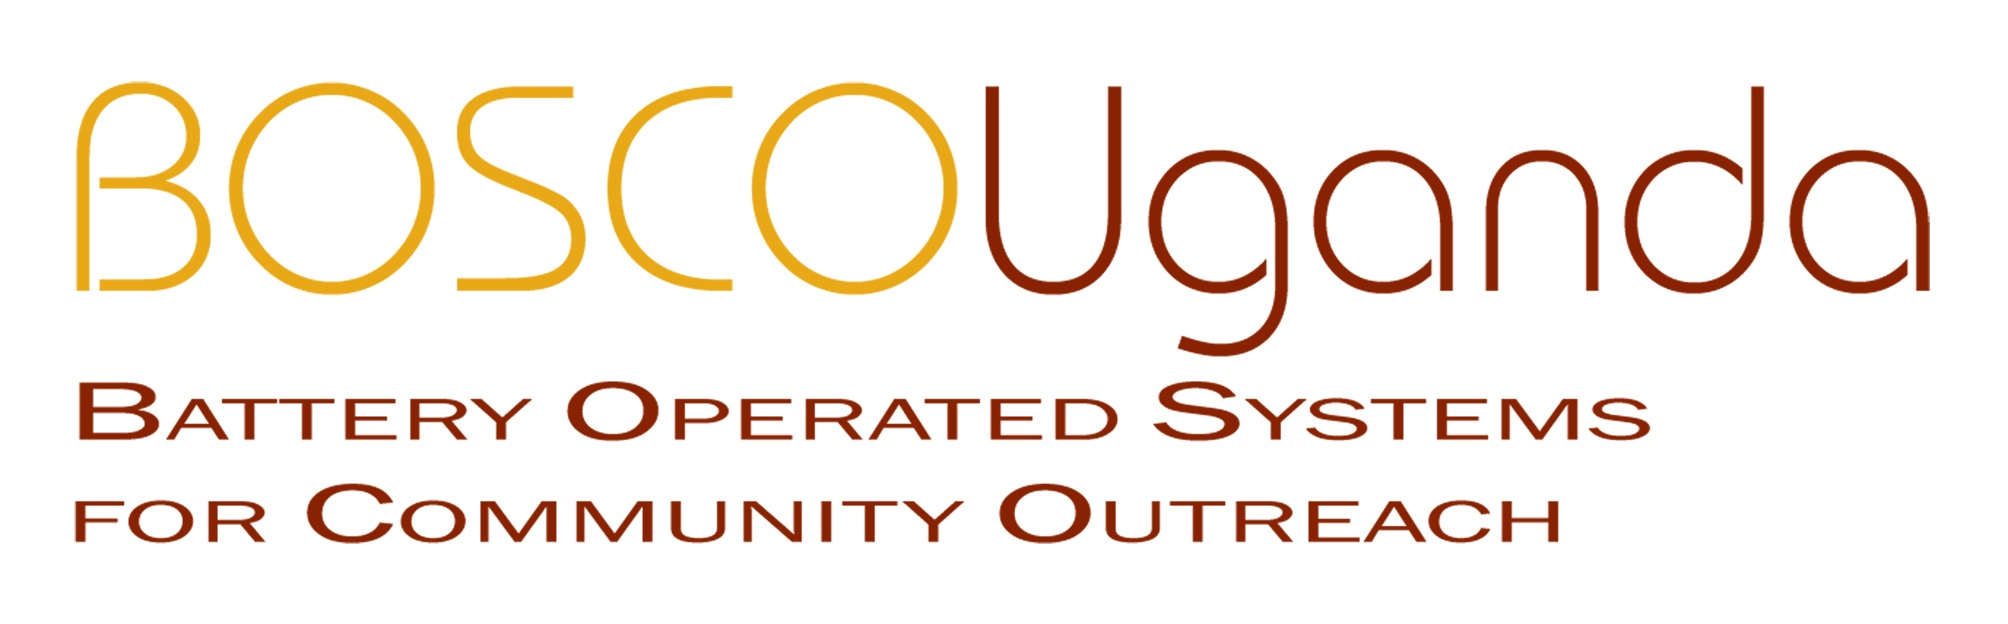 BOSCOUganda
BATTERY OPERATED SYSTEMS
FOR COMMUNITY OUTREACH